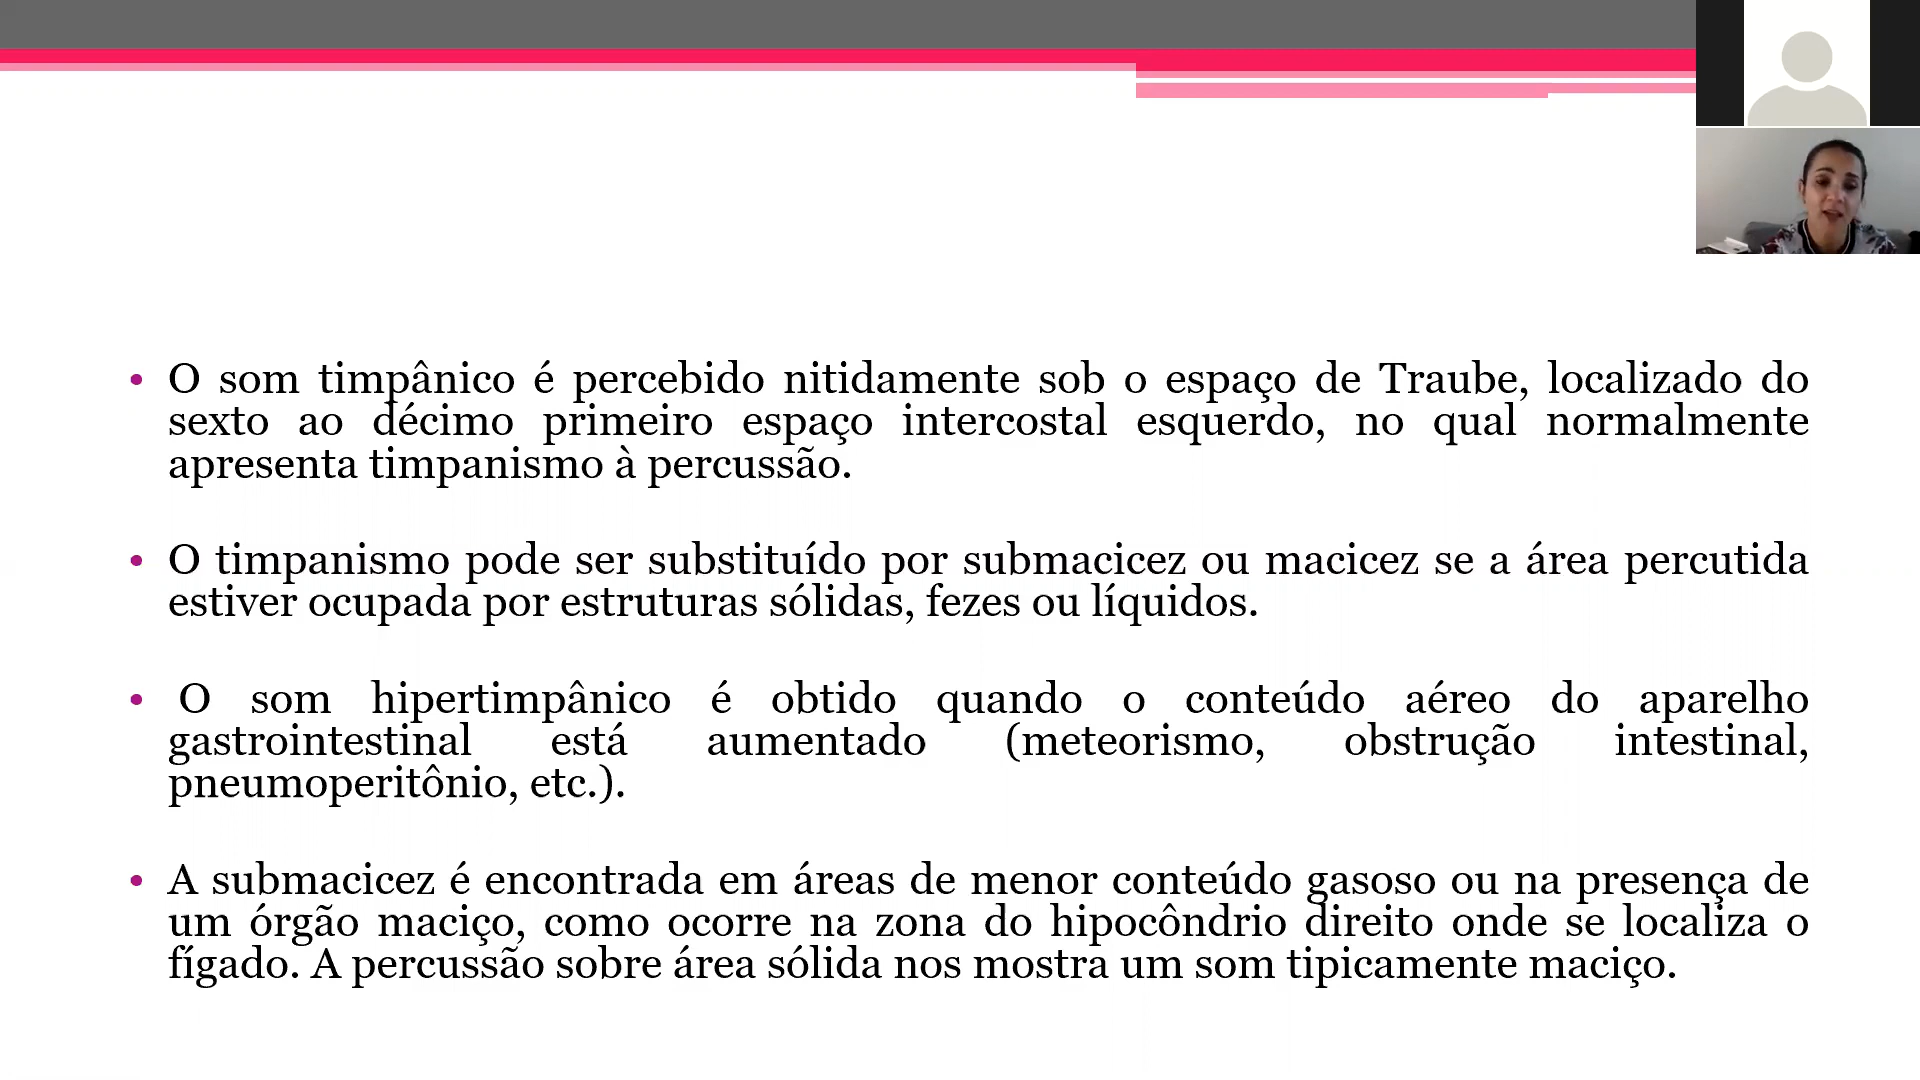 • O som timpânico é percebido nitidamente sob o espaço de Traube, localizado do
sexto ao décimo primeiro espaço intercostal esquerdo, no qual normalmente
apresenta timpanismo à percussão.
• O timpanismo pode ser substituído por submacicez ou macicez se a área percutida
estiver ocupada por estruturas sólidas, fezes ou líquidos.
• O som hipertimpânico é obtido quando o conteúdo aéreo do aparelho
gastrointestinal está aumentado (meteorismo, obstrução intestinal,
pneumoperitônio, etc.).
• A submacicez é encontrada em áreas de menor conteúdo gasoso ou na presença de
um órgão maciço, como ocorre na zona do hipocôndrio direito onde se localiza o
fígado. A percussão sobre área sólida nos mostra um som tipicamente maciço.